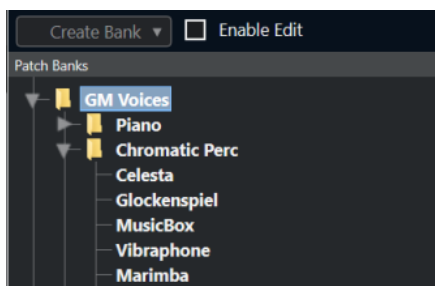 Create Bank Enable Edit
Patch Banks
GM Voices
Piano
Chromatic Perc
Celesta
Glockenspiel
MusicBox
Vibraphone
Marimba